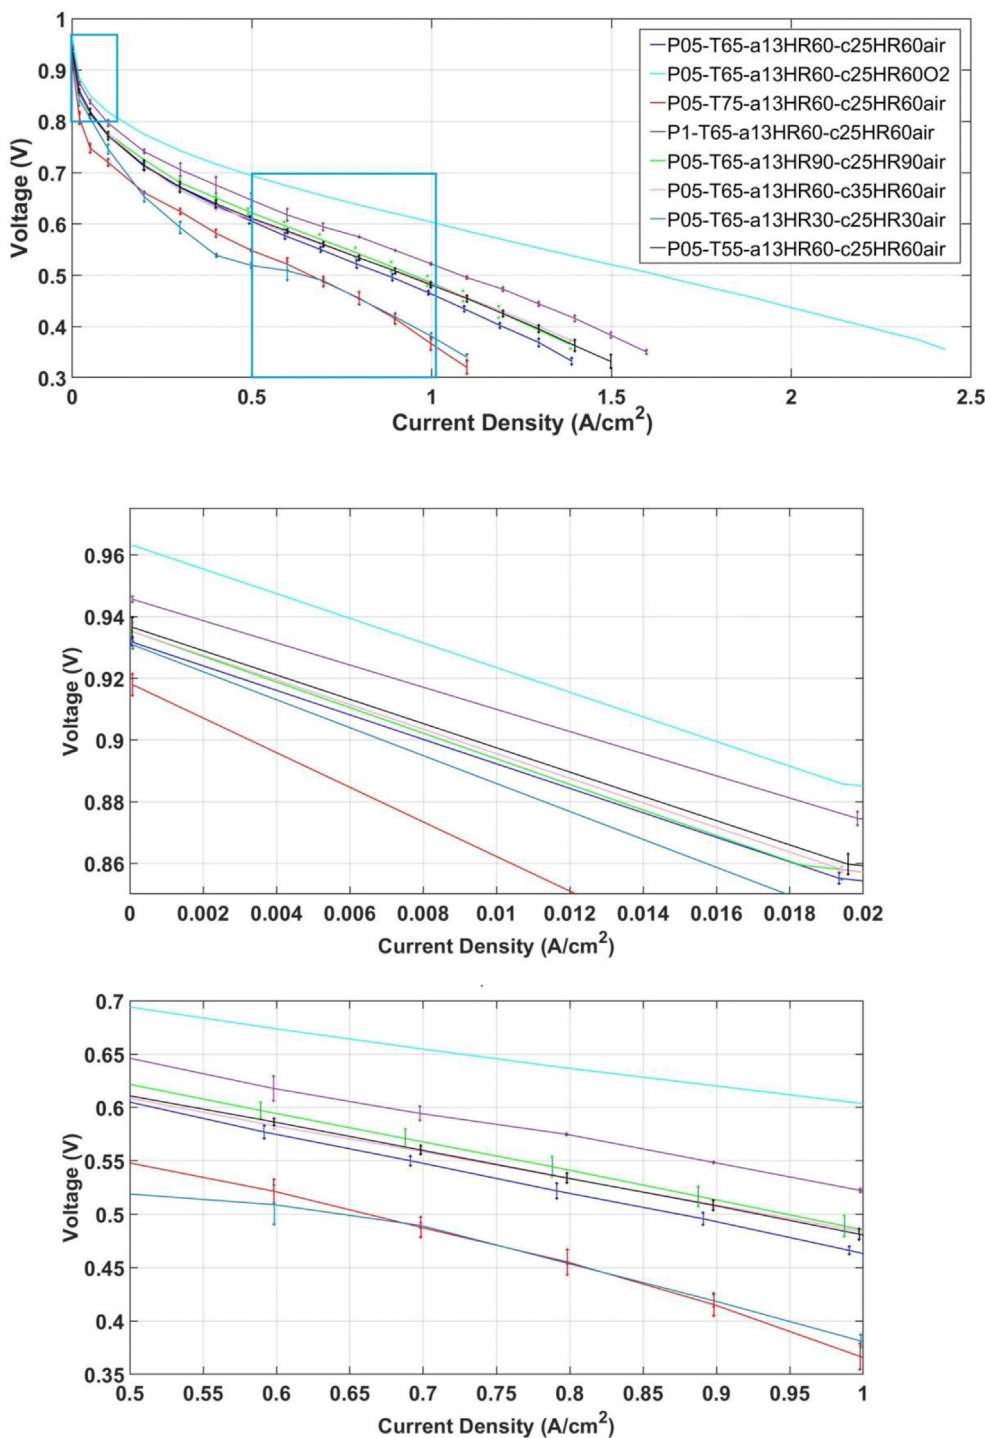 1
0.9
0.8
0.7
0.6
0.5
0.4
0.3
Voltage (V)
P05-T65-a13HR60-c25HR60air
P05-T65-a13HR60-c25HR60O2
P05-T75-a13HR60-c25HR60air
P1-T65-a13HR60-c25HR60air
P05-T65-a13HR90-c25HR90air
P05-T65-a13HR60-c35HR60air
P05-T65-a13HR30-c25HR30air
P05-T55-a13HR60-c25HR60air
0 0.5 1 1.5 2 2.5
Current Density (A/cm²)
0.96
0.94
0.92
0.9
0.88
0.86
Voltage (V)
0 0.002 0.004 0.006 0.008 0.01 0.012 0.014 0.016 0.018 0.02
Current Density (A/cm²)
0.7
0.65
0.6
0.55
0.5
0.45
0.4
0.35
Voltage (V)
0.5 0.55 0.6 0.65 0.7 0.75 0.8 0.85 0.9 0.95 1
Current Density (A/cm²)